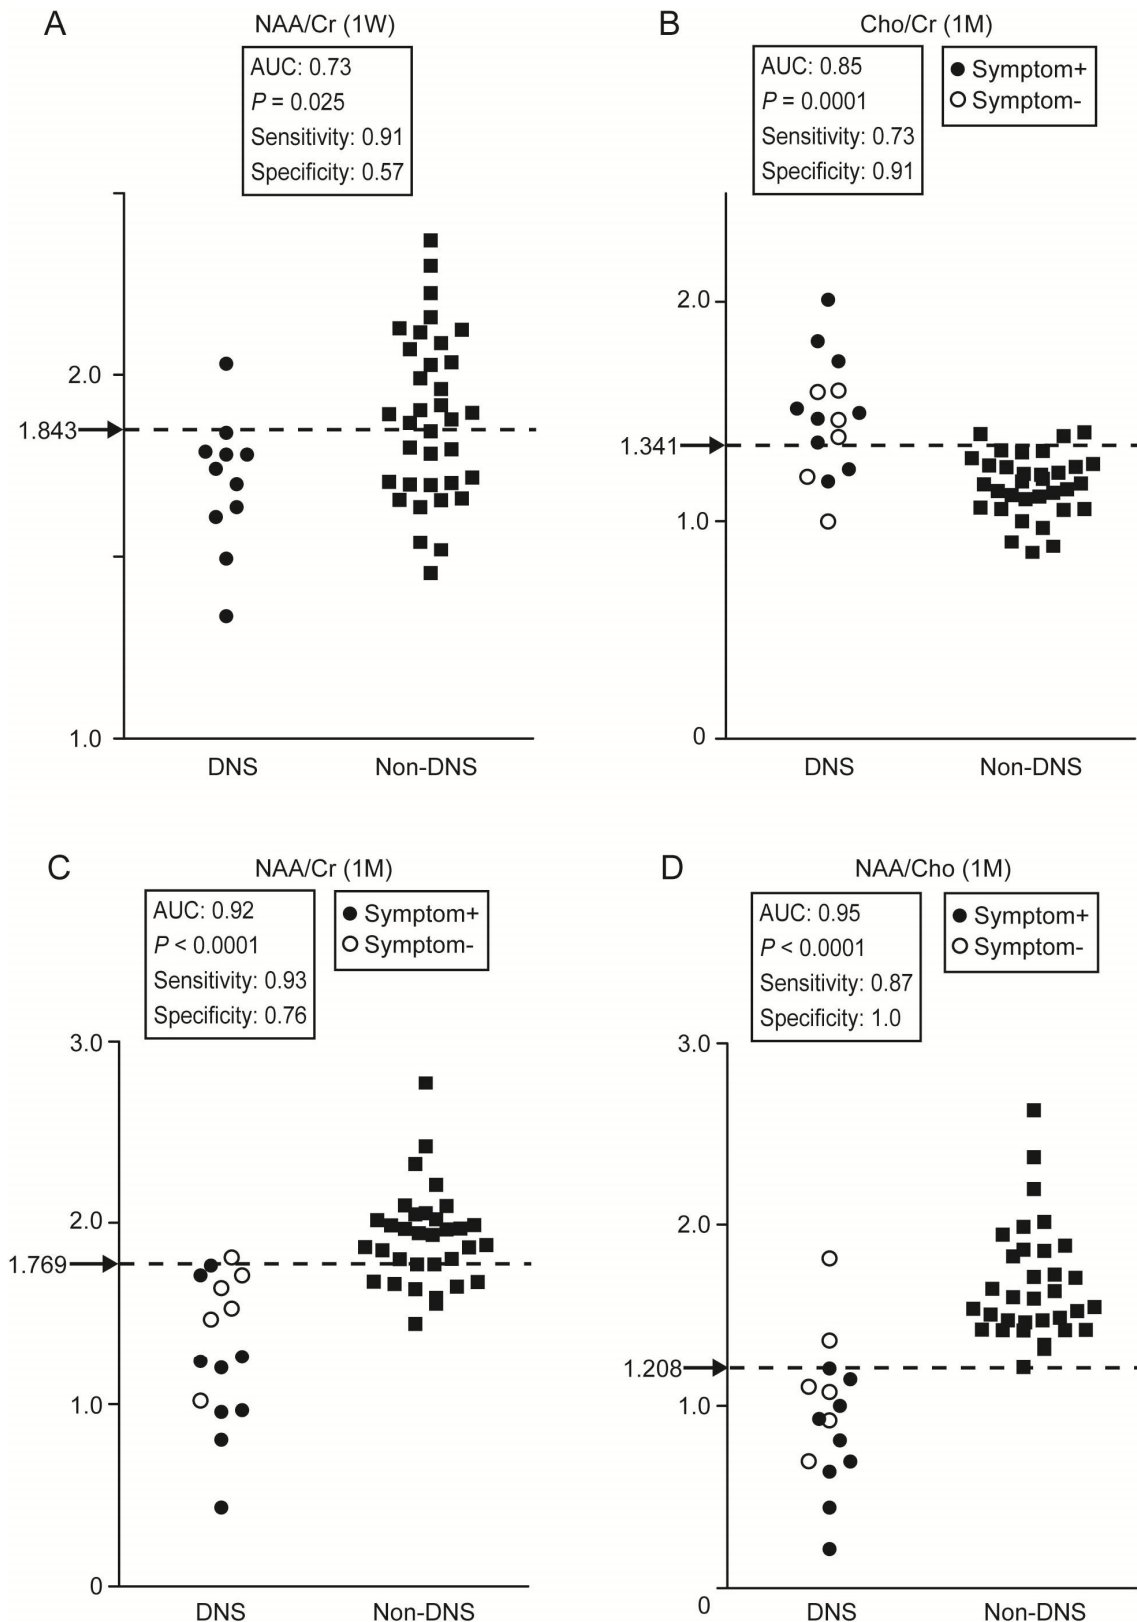 A
NAA/Cr (1W)
AUC: 0.73
P = 0.025
Sensitivity: 0.91
Specificity: 0.57
2.0
1.843
1.0
DNS
Non-DNS
B
Cho/Cr (1M)
AUC: 0.85
P = 0.0001
Sensitivity: 0.73
Specificity: 0.91
Symptom+
Symptom-
2.0
1.341
1.0
0
DNS
Non-DNS
C
NAA/Cr (1M)
AUC: 0.92
P < 0.0001
Sensitivity: 0.93
Specificity: 0.76
Symptom+
Symptom-
3.0
2.0
1.769
1.0
0
DNS
Non-DNS
D
NAA/Cho (1M)
AUC: 0.95
P < 0.0001
Sensitivity: 0.87
Specificity: 1.0
Symptom+
Symptom-
3.0
2.0
1.208
1.0
0
DNS
Non-DNS